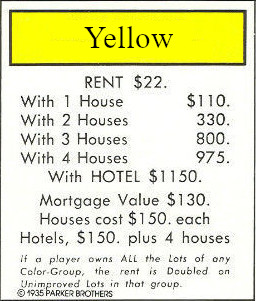 Yellow
RENT $22.
With 1 House $110.
With 2 Houses 330.
With 3 Houses 800.
With 4 Houses 975.
With HOTEL $1150.
Mortgage Value $130.
Houses cost $150. each
Hotels, $150. plus 4 houses
If a player owns ALL the Lots of any
Color-Group, the rent is Doubled on
Unimproved Lots in that group.
© 1935 PARKER BROTHERS